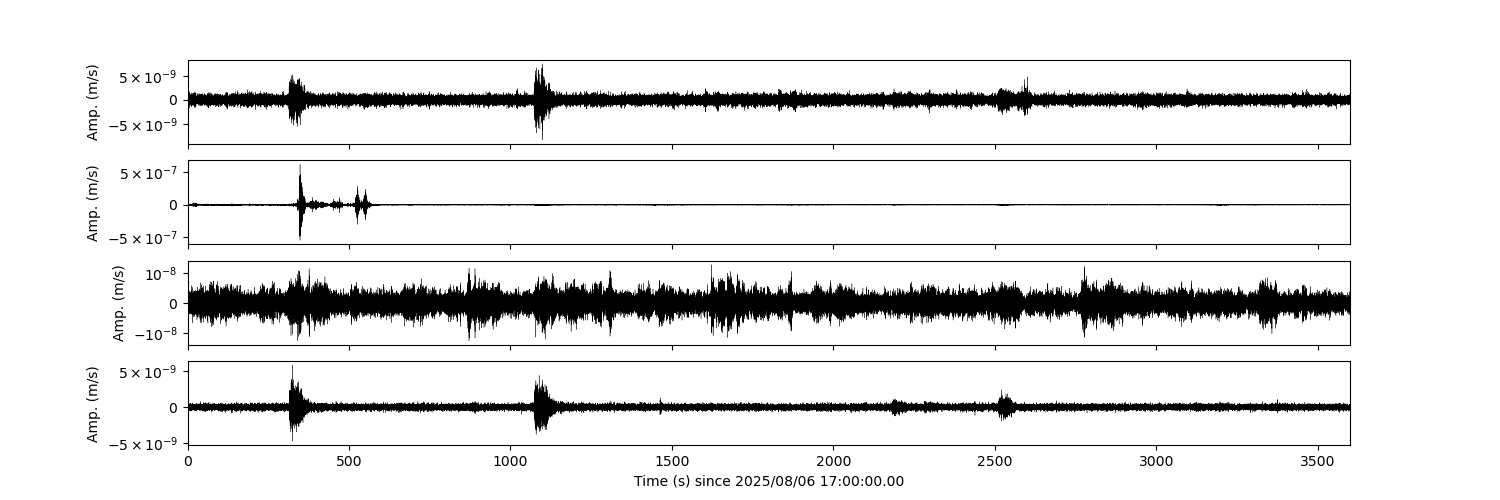 5 × 10⁻⁹
0
−5 × 10⁻⁹
Amp. (m/s)
5 × 10⁻⁷
0
−5 × 10⁻⁷
Amp. (m/s)
10⁻⁸
0
−10⁻⁸
Amp. (m/s)
5 × 10⁻⁹
0
−5 × 10⁻⁹
Amp. (m/s)
0 500 1000 1500 2000 2500 3000 3500
Time (s) since 2025/08/06 17:00:00.00